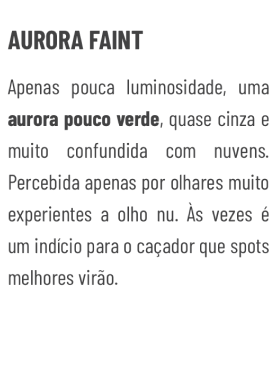 AURORA FAINT
Apenas pouca luminosidade, uma
aurora pouco verde, quase cinza e
muito confundida com nuvens.
Percebida apenas por olhares muito
experientes a olho nu. Às vezes é
um indício para o caçador que spots
melhores virão.